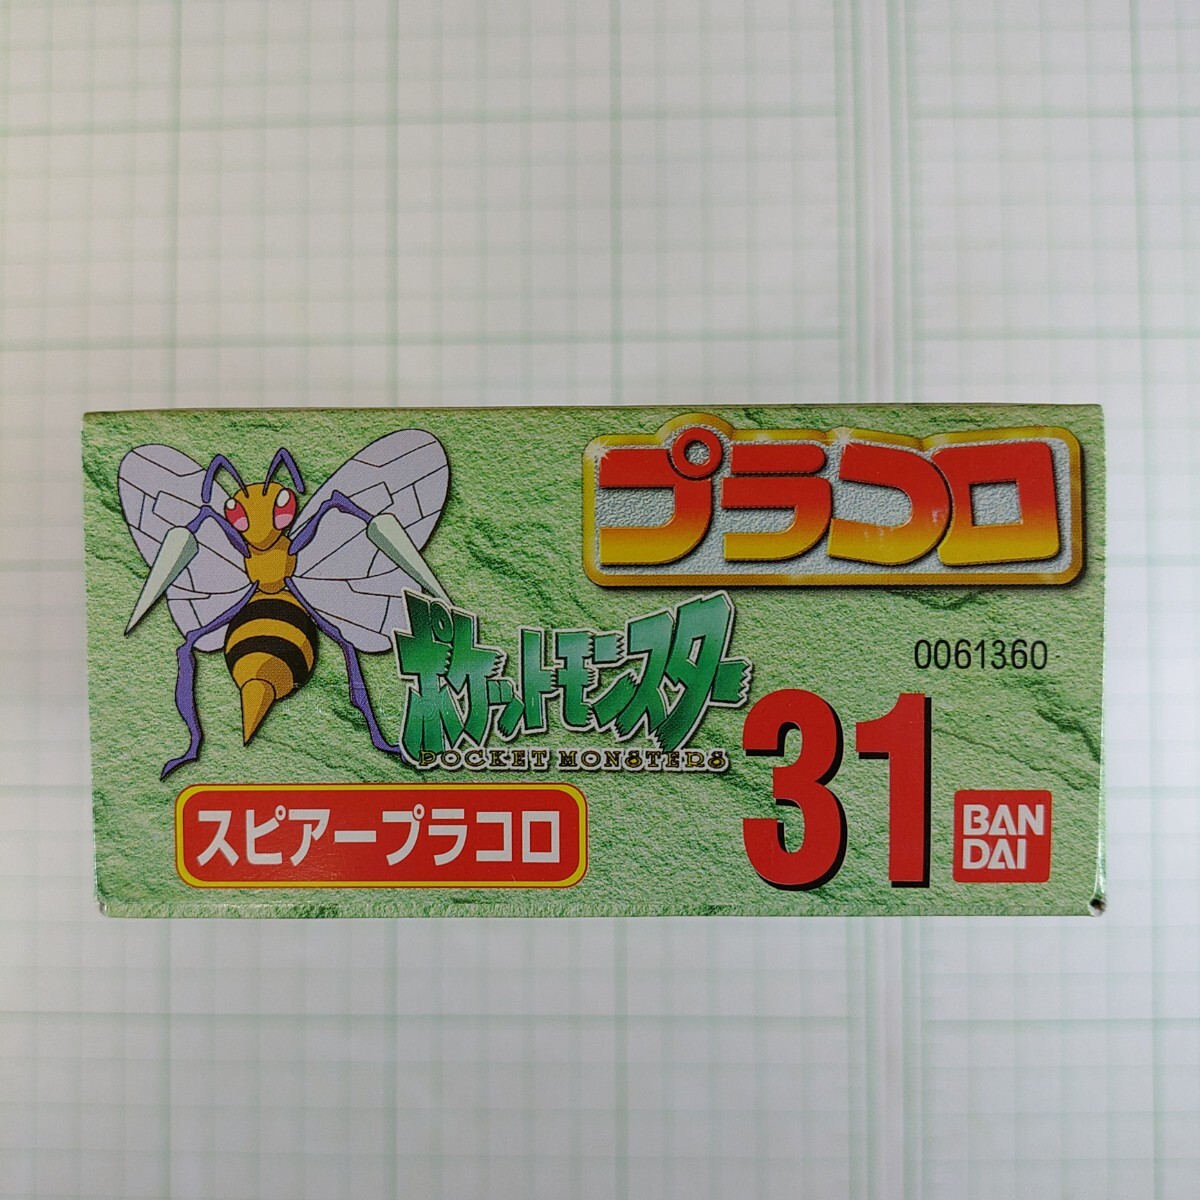 プラコロ
0061360
ポケットモンスター
POCKET MONSTERS
31
スピアープラコロ
BAN
DAI